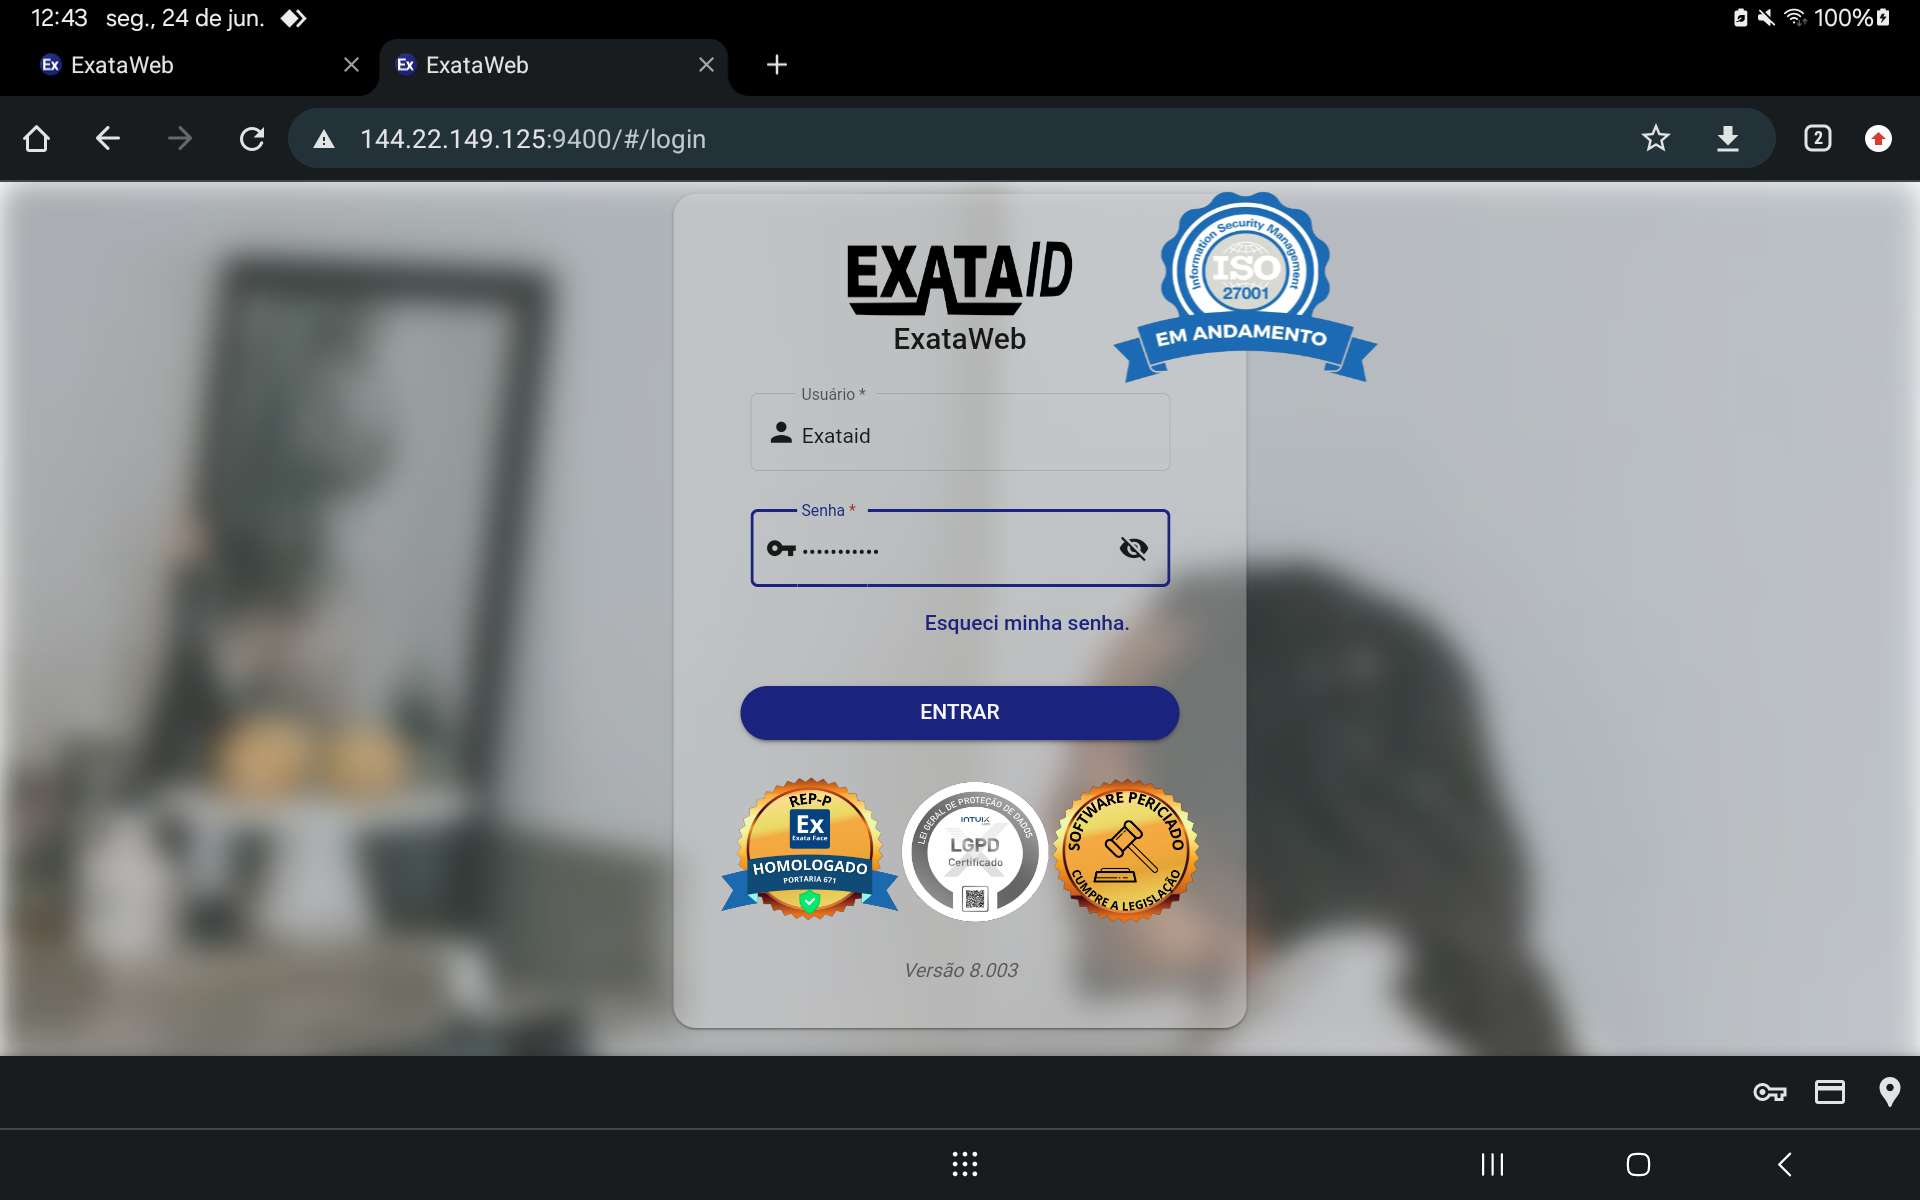 12:43 seg., 24 de jun. 100%
Ex ExataWeb
Ex ExataWeb
144.22.149.125:9400/#/login
2
EXATAID
ExataWeb
Information Security Management
ISO
27001
EM ANDAMENTO
Usuário *
Exataid
Senha *
•••••••••••
Esqueci minha senha.
ENTRAR
REP-P
Ex
Exata Face
HOMOLOGADO
PORTARIA 671
LEI GERAL DE PROTEÇÃO DE DADOS
INTUIX
LGPD
Certificado
SOFTWARE PERICIADO
CUMPRE A LEGISLAÇÃO
Versão 8.003